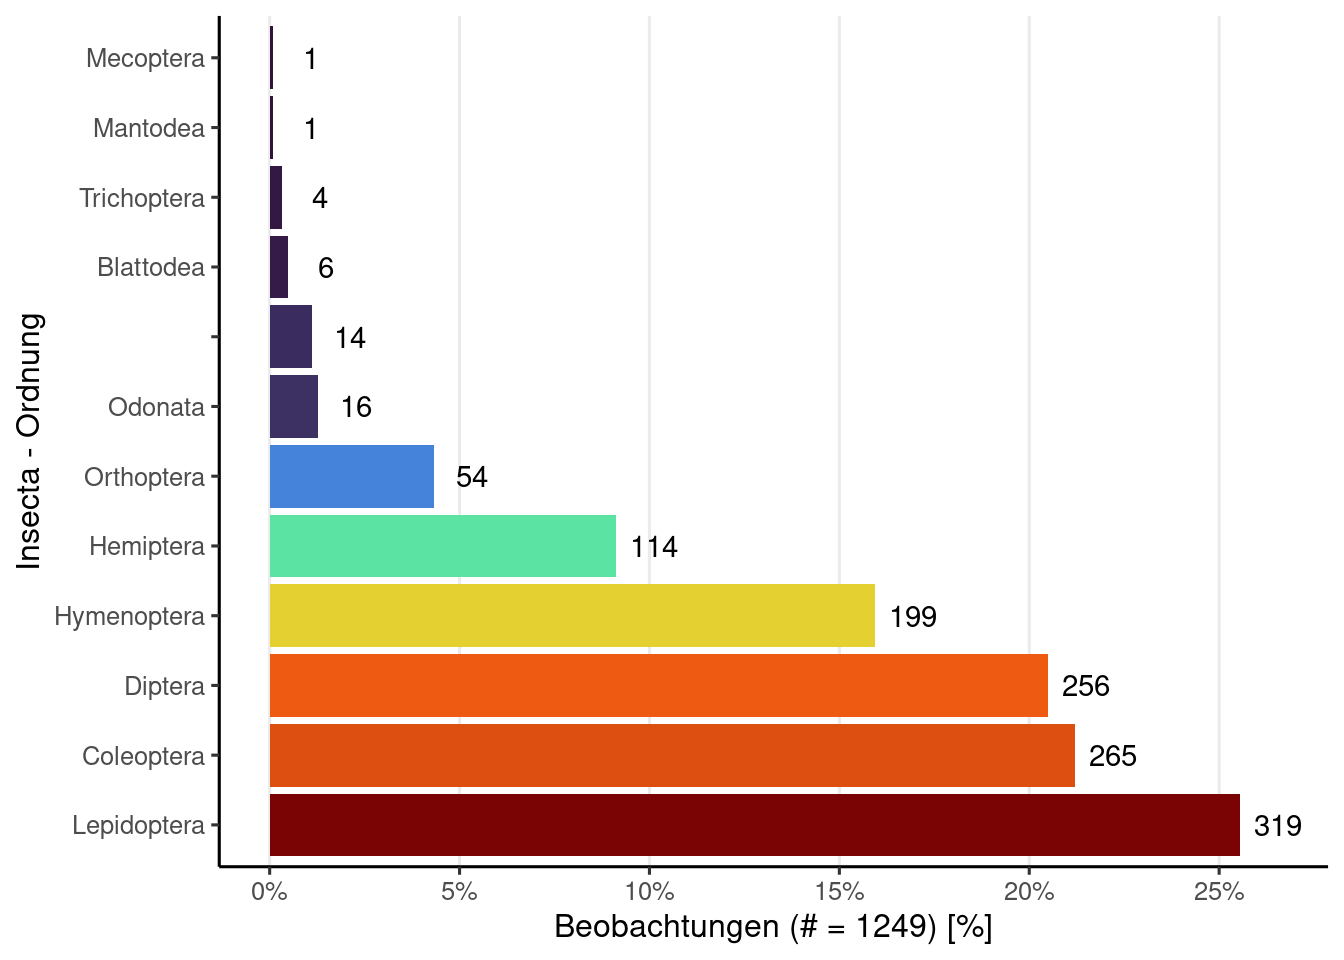 Insecta - Ordnung
Mecoptera 1
Mantodea 1
Trichoptera 4
Blattodea 6
14
Odonata 16
Orthoptera 54
Hemiptera 114
Hymenoptera 199
Diptera 256
Coleoptera 265
Lepidoptera 319
0% 5% 10% 15% 20% 25%
Beobachtungen (# = 1249) [%]